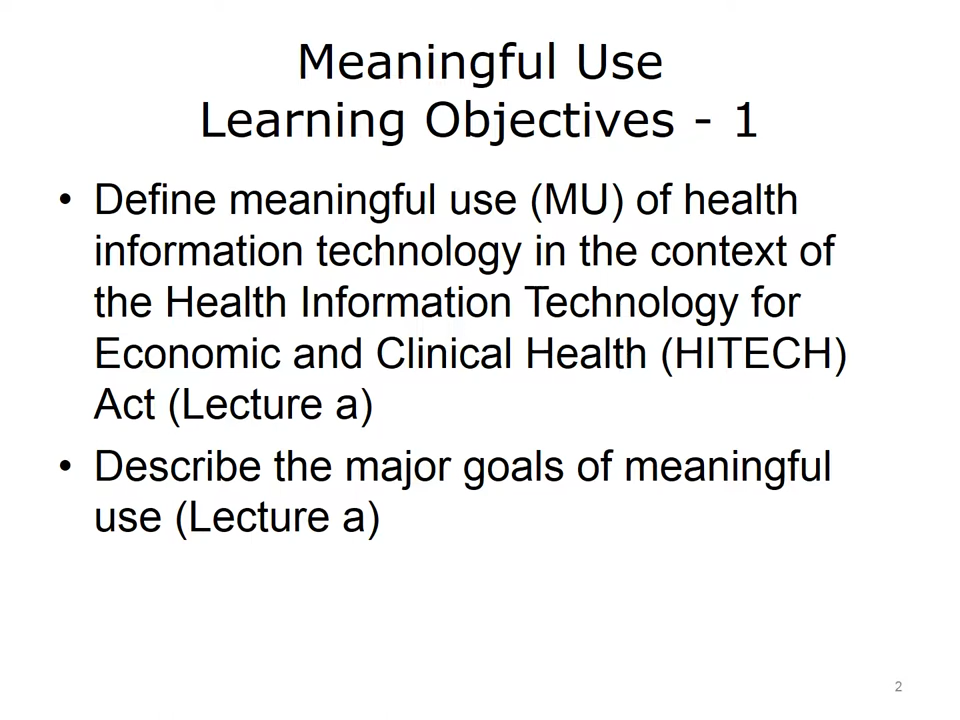 Meaningful Use
Learning Objectives - 1
• Define meaningful use (MU) of health
information technology in the context of
the Health Information Technology for
Economic and Clinical Health (HITECH)
Act (Lecture a)
• Describe the major goals of meaningful
use (Lecture a)
2